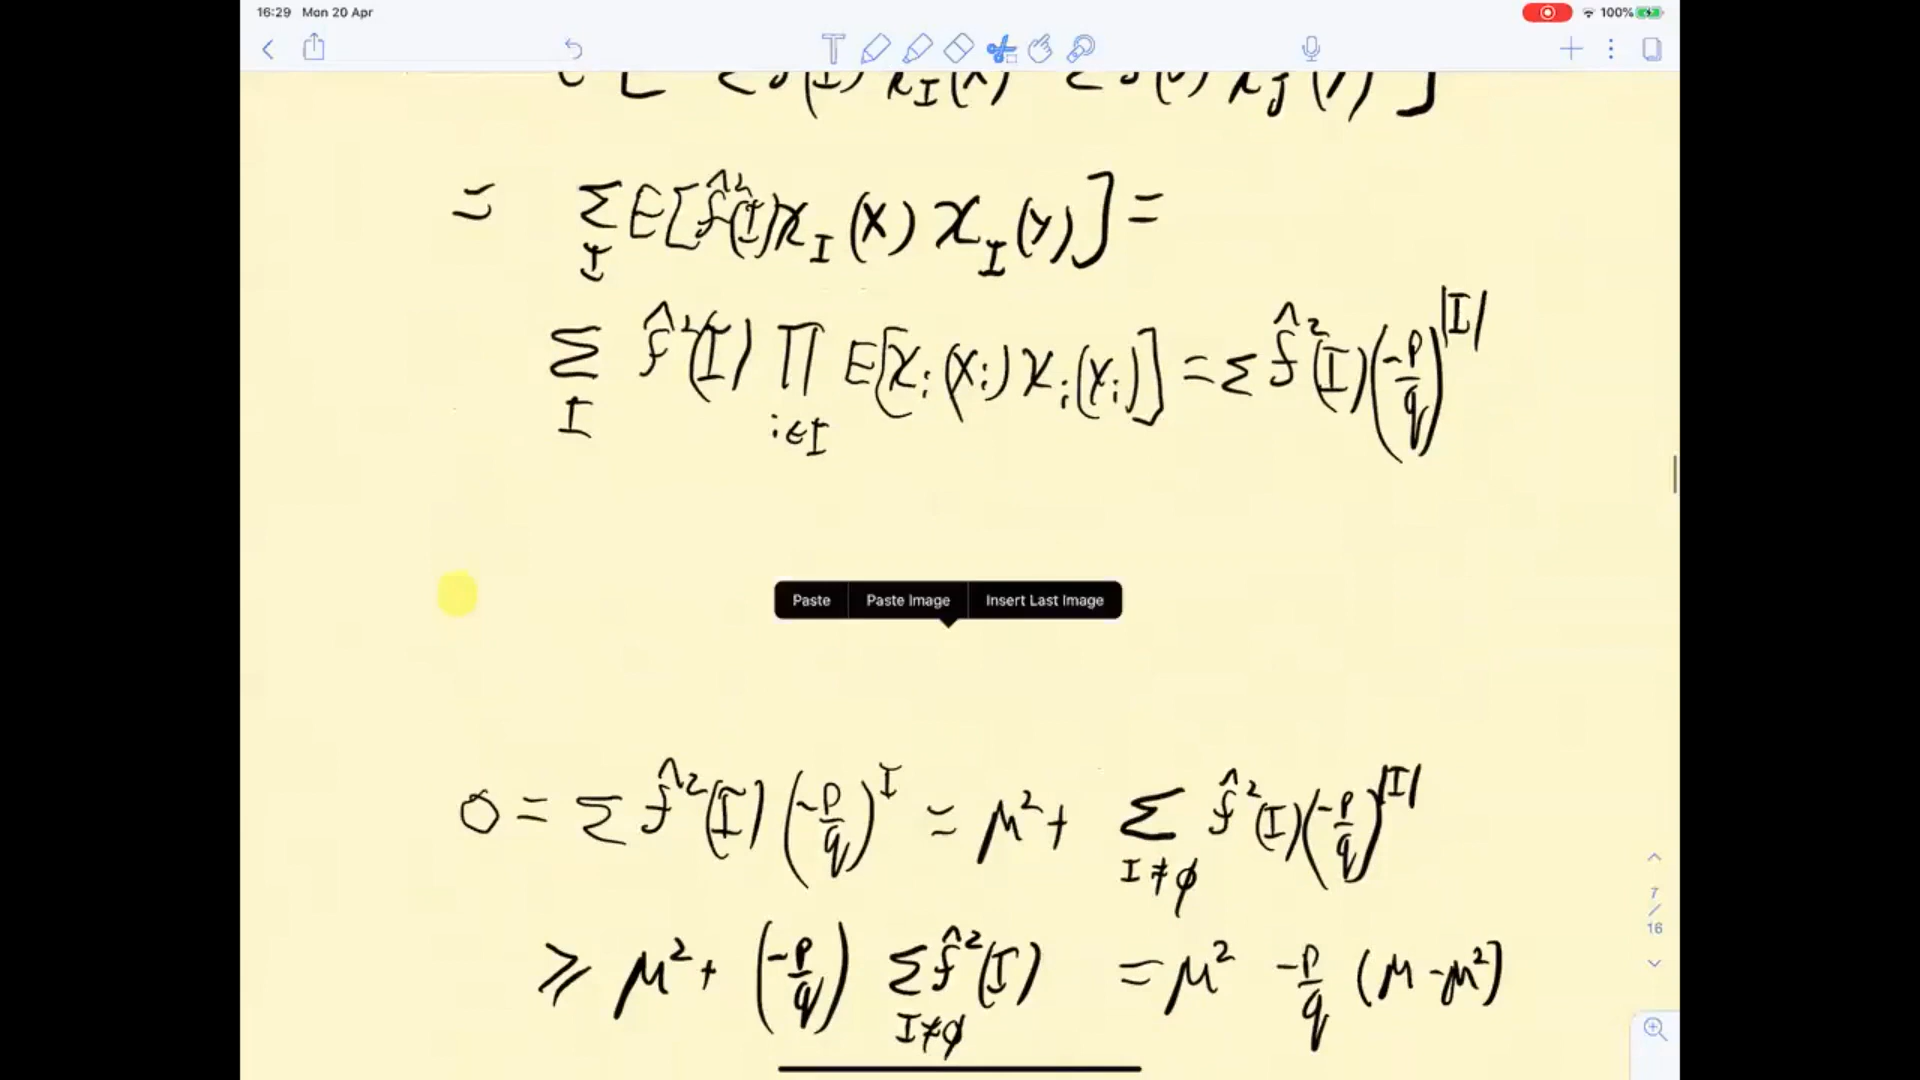 16:29 Mon 20 Apr 100%
= Σ_I E[f̂²(I) χ_I(x) χ_I(y)] =
Σ_I f̂²(I) ∏_{i∈I} E[χ_i(x_i) χ_i(y_i)] = Σ f̂²(I) (-p/q)^{|I|}
Paste Paste Image Insert Last Image
0 = Σ f̂²(I) (-p/q)^I = μ² + Σ_{I≠φ} f̂²(I) (-p/q)^{|I|}
≥ μ² + (-p/q) Σ_{I≠φ} f̂²(I) = μ² - p/q (μ - μ²)
7
/
16